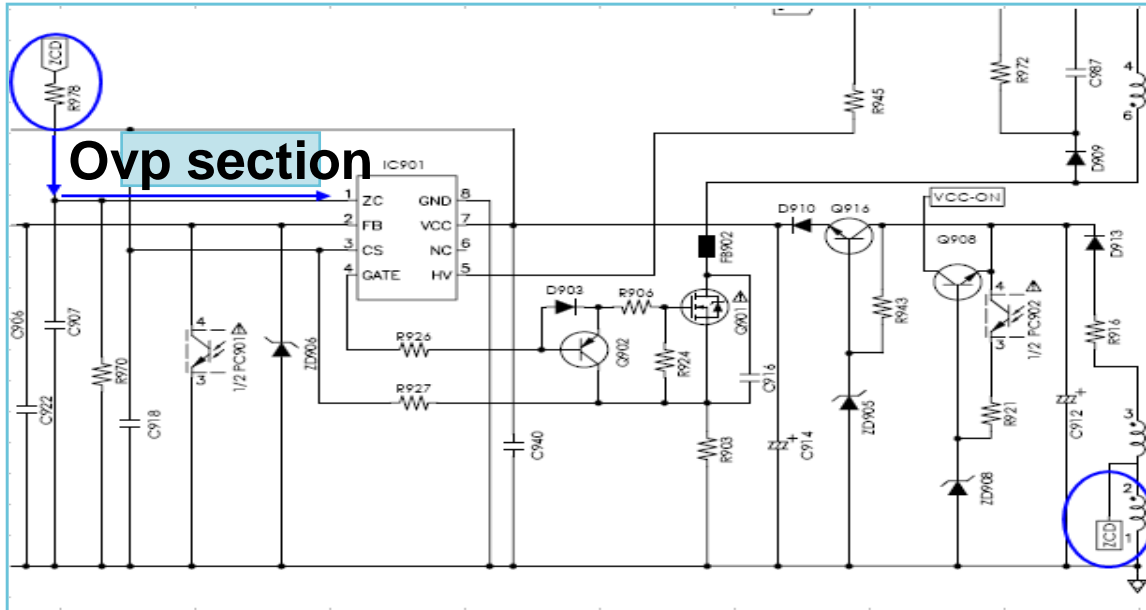 ZCD
R978
Ovp section
IC901
1 ZC GND 8
2 FB VCC 7
3 CS NC 6
4 GATE HV 5
R945
R972
C987
4
6
D909
VCC-ON
D910
Q916
Q908
D913
FB902
D903
R906
Q901
R943
4
1/2 PC902
3
R916
C906
C907
R970
4
1/2 PC901
3
ZD906
R926
Q902
R924
C916
R927
C922
C918
C940
R903
+
C914
ZD905
R921
+
C912
ZD908
3
2
ZCD
1